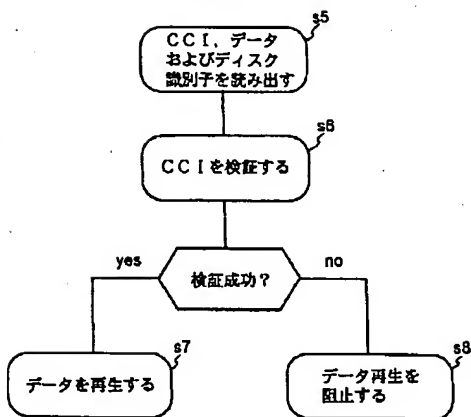 s5
CCI、データ
およびディスク
識別子を読み出す
s6
CCIを検証する
検証成功?
yes
no
s7
データを再生する
s8
データ再生を
阻止する